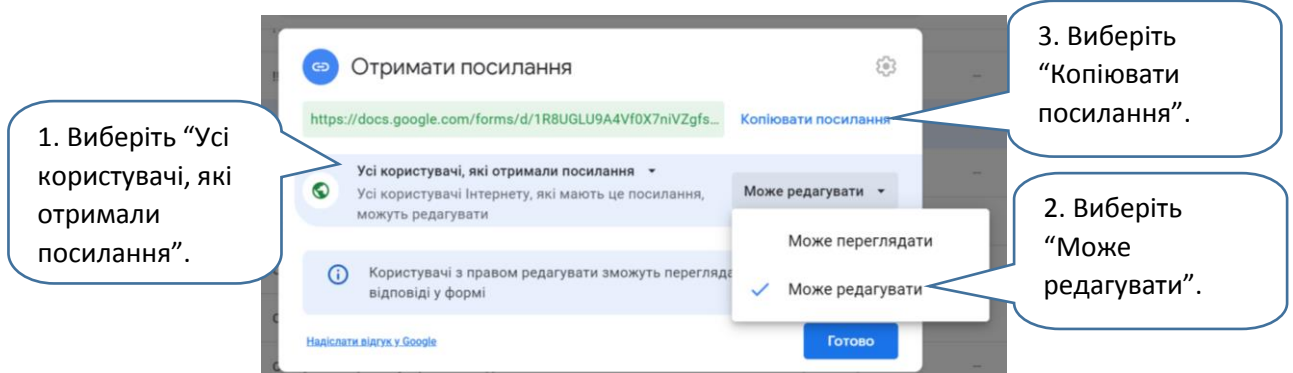 Отримати посилання
https://docs.google.com/forms/d/1R8UGLU9A4Vf0X7niVZgfs...
Копіювати посилання
3. Виберіть
“Копіювати
посилання”.
1. Виберіть “Усі
користувачі, які
отримали
посилання”.
Усі користувачі, які отримали посилання
Усі користувачі Інтернету, які мають це посилання,
можуть редагувати
Може редагувати
Може переглядати
Може редагувати
2. Виберіть
“Може
редагувати”.
Користувачі з правом редагувати зможуть
відповіді у формі
Надіслати відгук у Google
Готово